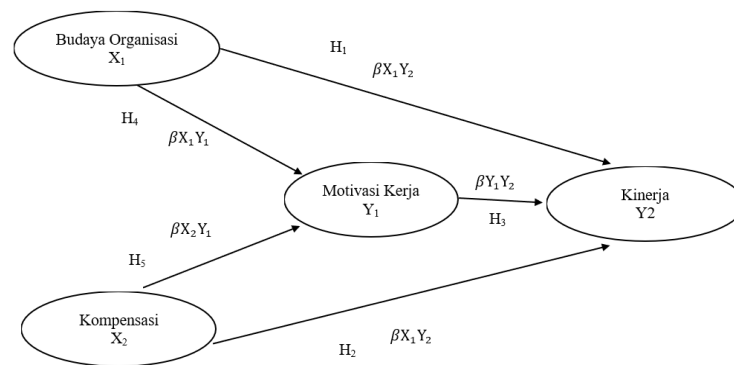 Budaya Organisasi
X₁
H₁
βX₁Y₂
H₄
βX₁Y₁
Motivasi Kerja
Y₁
βY₁Y₂
H₃
Kinerja
Y2
βX₂Y₁
H₅
Kompensasi
X₂
H₂
βX₁Y₂